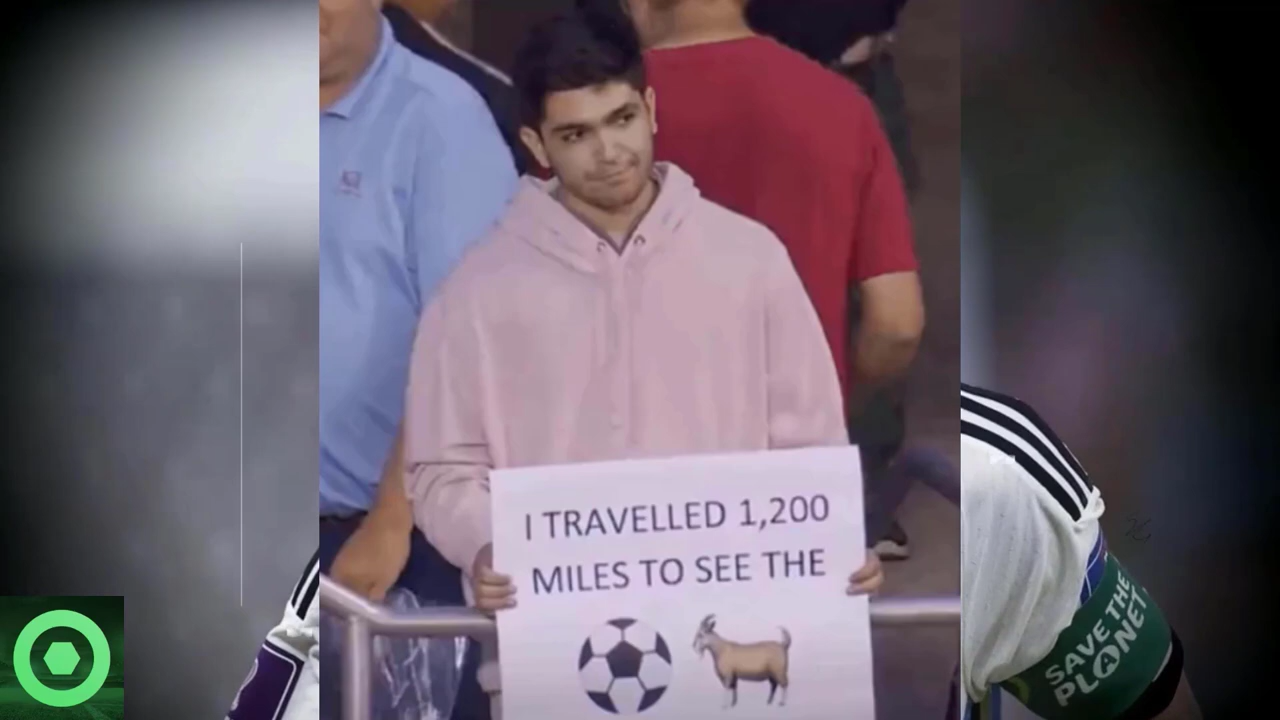 I TRAVELLED 1,200
MILES TO SEE THE
SAVE THE
PLANET